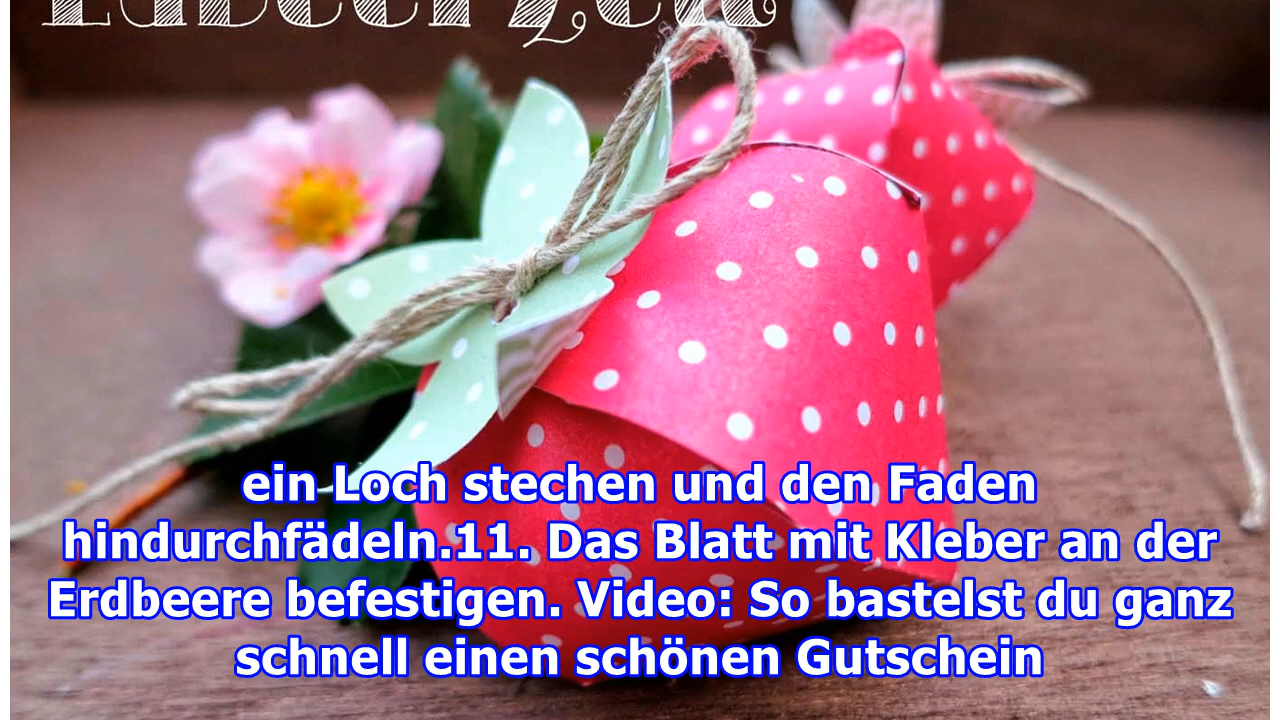 ein Loch stechen und den Faden
hindurchfädeln.11. Das Blatt mit Kleber an der
Erdbeere befestigen. Video: So bastelst du ganz
schnell einen schönen Gutschein